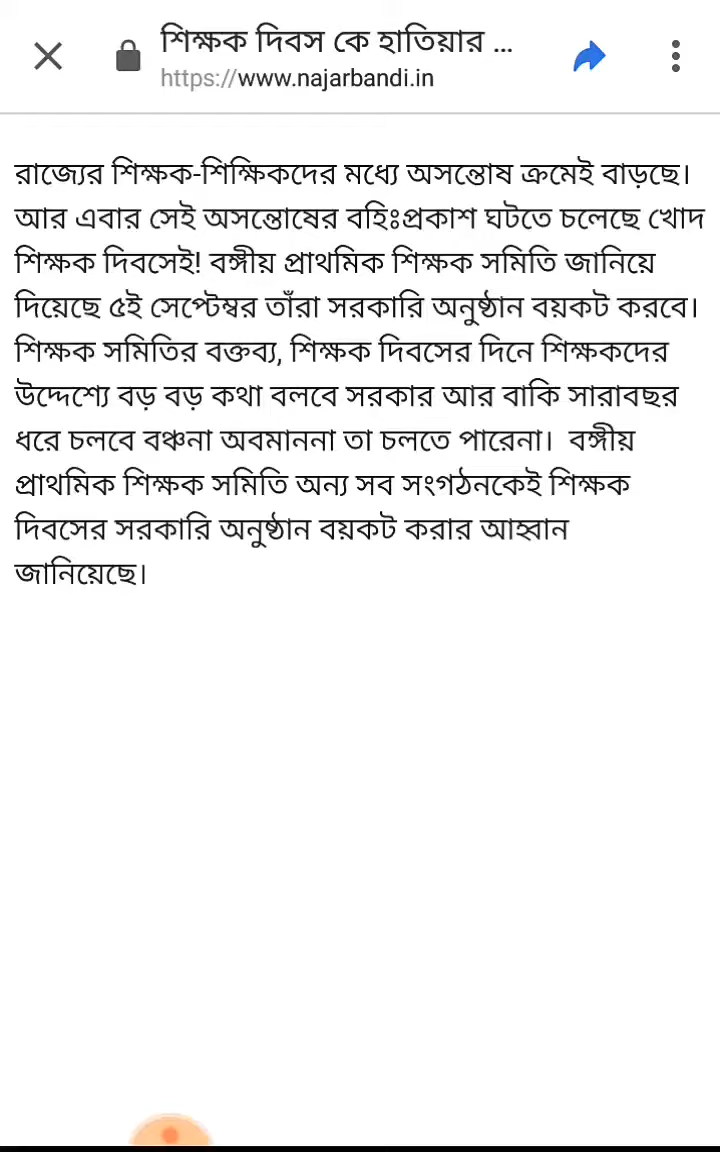 শিক্ষক দিবস কে হাতিয়ার ...
https://www.najarbandi.in
রাজ্যের শিক্ষক-শিক্ষিকদের মধ্যে অসন্তোষ ক্রমেই বাড়ছে।
আর এবার সেই অসন্তোষের বহিঃপ্রকাশ ঘটতে চলেছে খোদ
শিক্ষক দিবসেই! বঙ্গীয় প্রাথমিক শিক্ষক সমিতি জানিয়ে
দিয়েছে ৫ই সেপ্টেম্বর তাঁরা সরকারি অনুষ্ঠান বয়কট করবে।
শিক্ষক সমিতির বক্তব্য, শিক্ষক দিবসের দিনে শিক্ষকদের
উদ্দেশ্যে বড় বড় কথা বলবে সরকার আর বাকি সারাবছর
ধরে চলবে বঞ্চনা অবমাননা তা চলতে পারেনা। বঙ্গীয়
প্রাথমিক শিক্ষক সমিতি অন্য সব সংগঠনকেই শিক্ষক
দিবসের সরকারি অনুষ্ঠান বয়কট করার আহ্বান
জানিয়েছে।